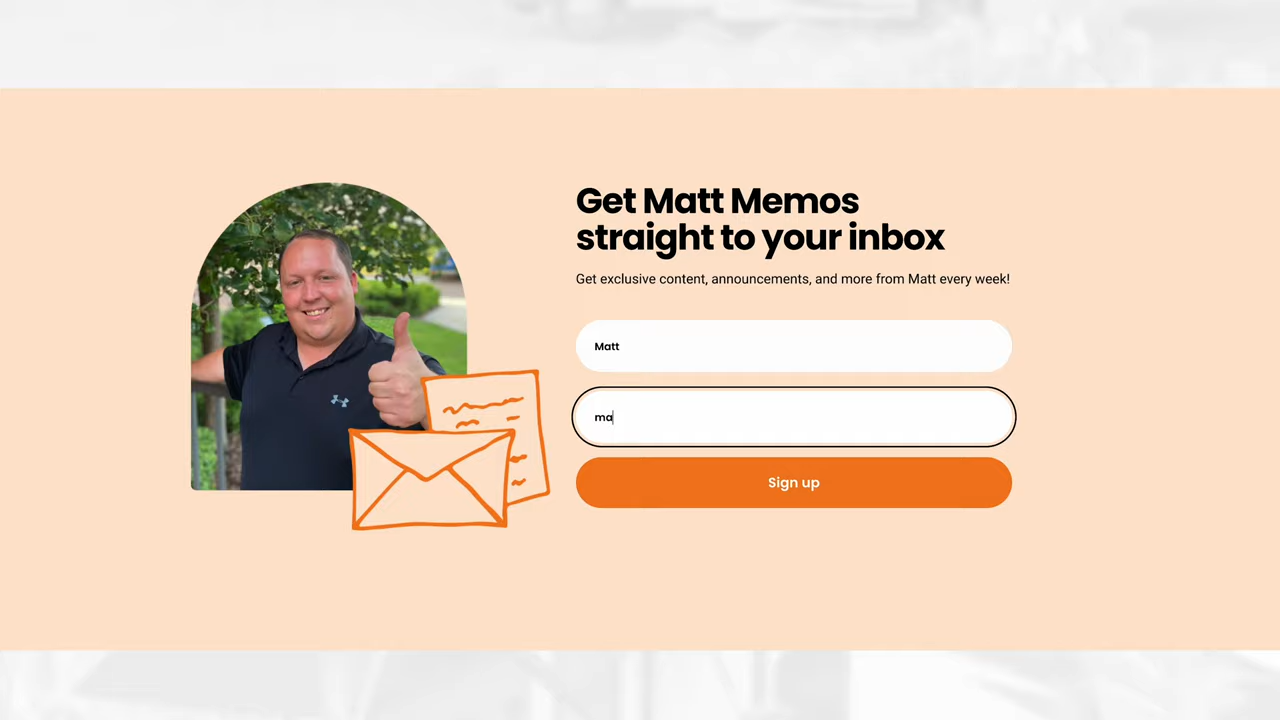 Get Matt Memos
straight to your inbox
Get exclusive content, announcements, and more from Matt every week!
Matt
ma
Sign up